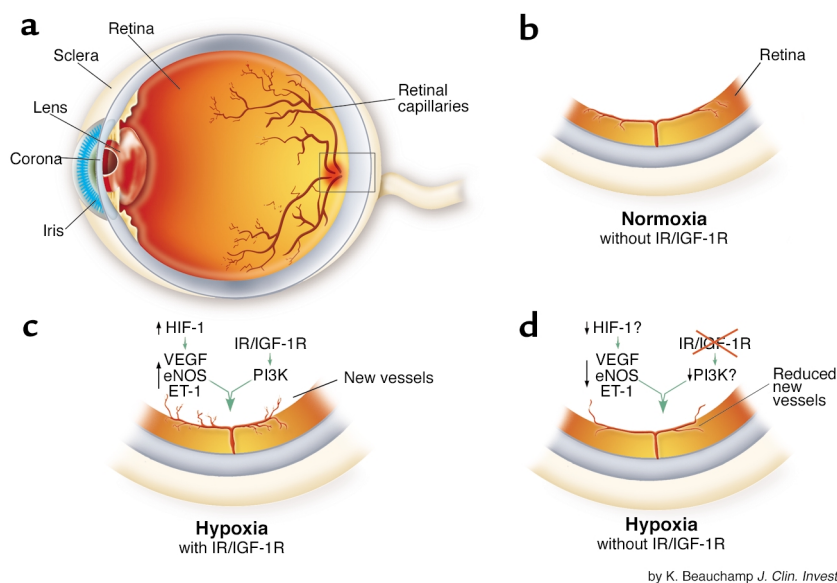 a
Retina
Sclera
Lens
Corona
Iris
Retinal
capillaries
b
Retina
Normoxia
without IR/IGF-1R
c
HIF-1
VEGF
eNOS
ET-1
IR/IGF-1R
PI3K
New vessels
Hypoxia
with IR/IGF-1R
d
HIF-1?
VEGF
eNOS
ET-1
IR/IGF-1R
PI3K?
Reduced
new
vessels
Hypoxia
without IR/IGF-1R
by K. Beauchamp J. Clin. Invest